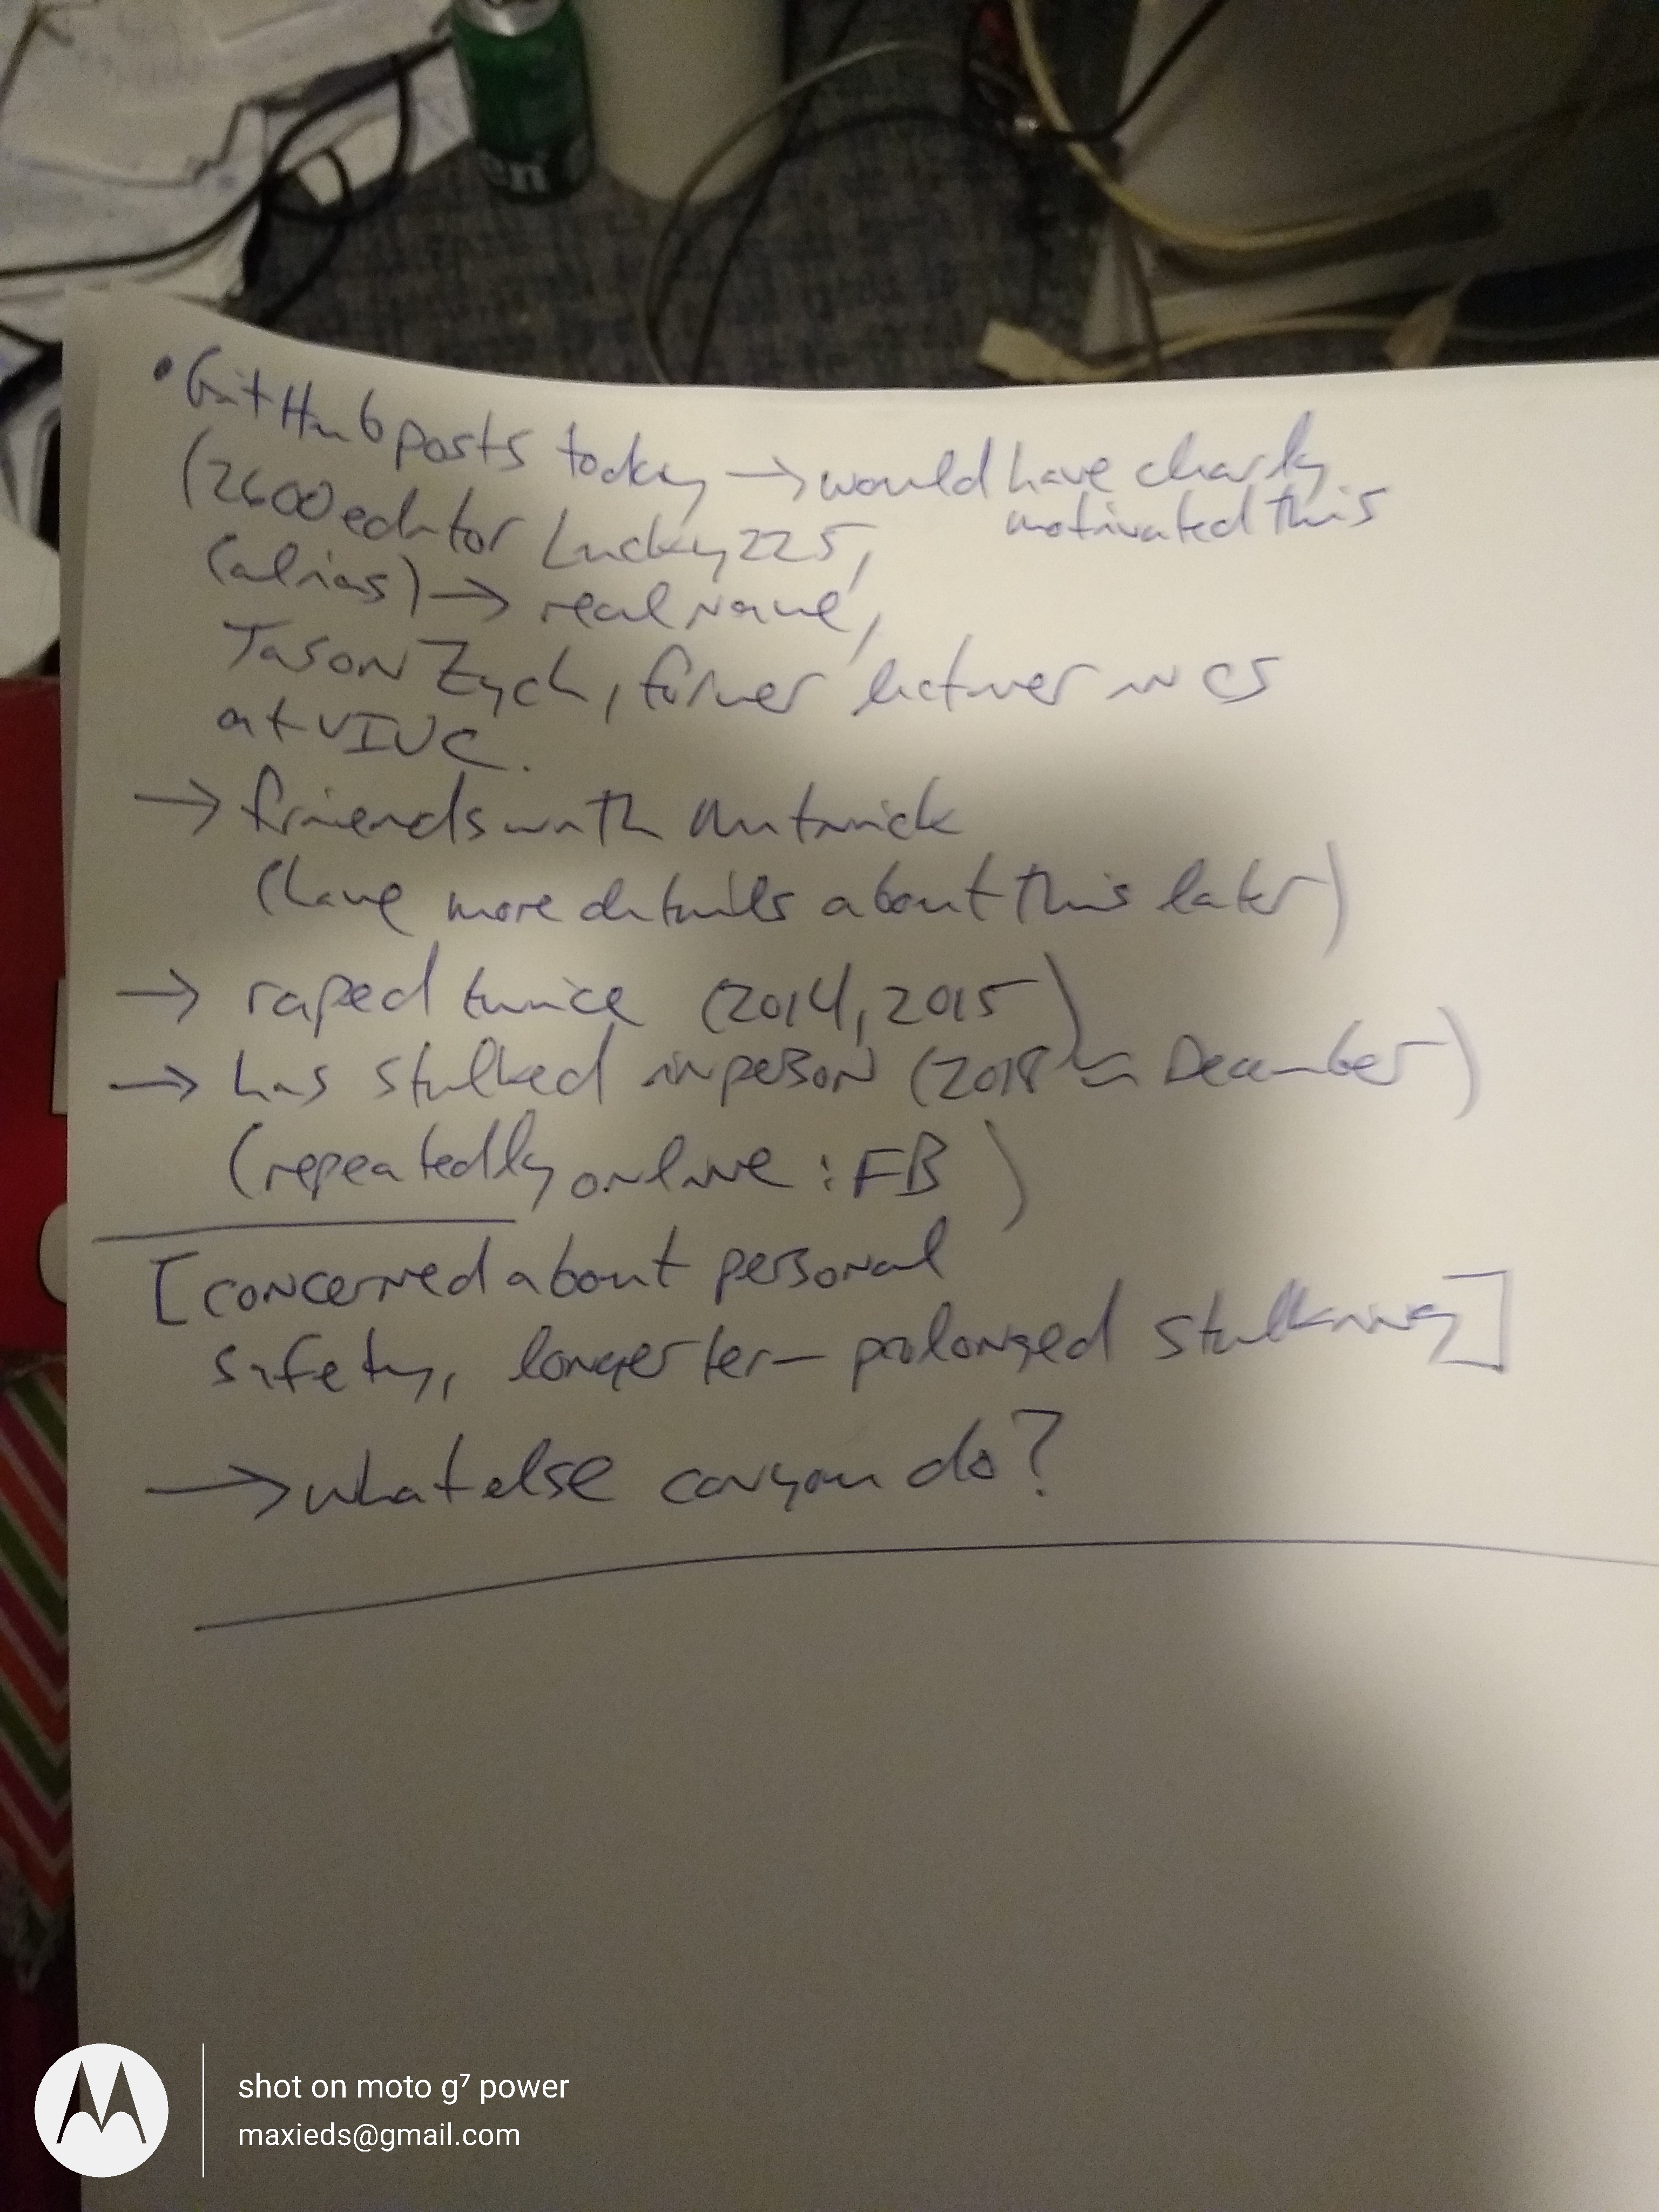 en
• GitHub posts today → would have clearly
motivated this
(2600 editor Lucky225,
(alias) → real name,
Jason Zych, former lecturer in CS
at UIUC.
→ friends with
(have more details about this later)
→ raped twice (2014, 2015)
→ has stalked in person (2018 ≈ December)
(repeatedly online : FB )
[concerned about personal
safety, longer ter— prolonged stalking]
→ what else can you do?
shot on moto g⁷ power
maxieds@gmail.com